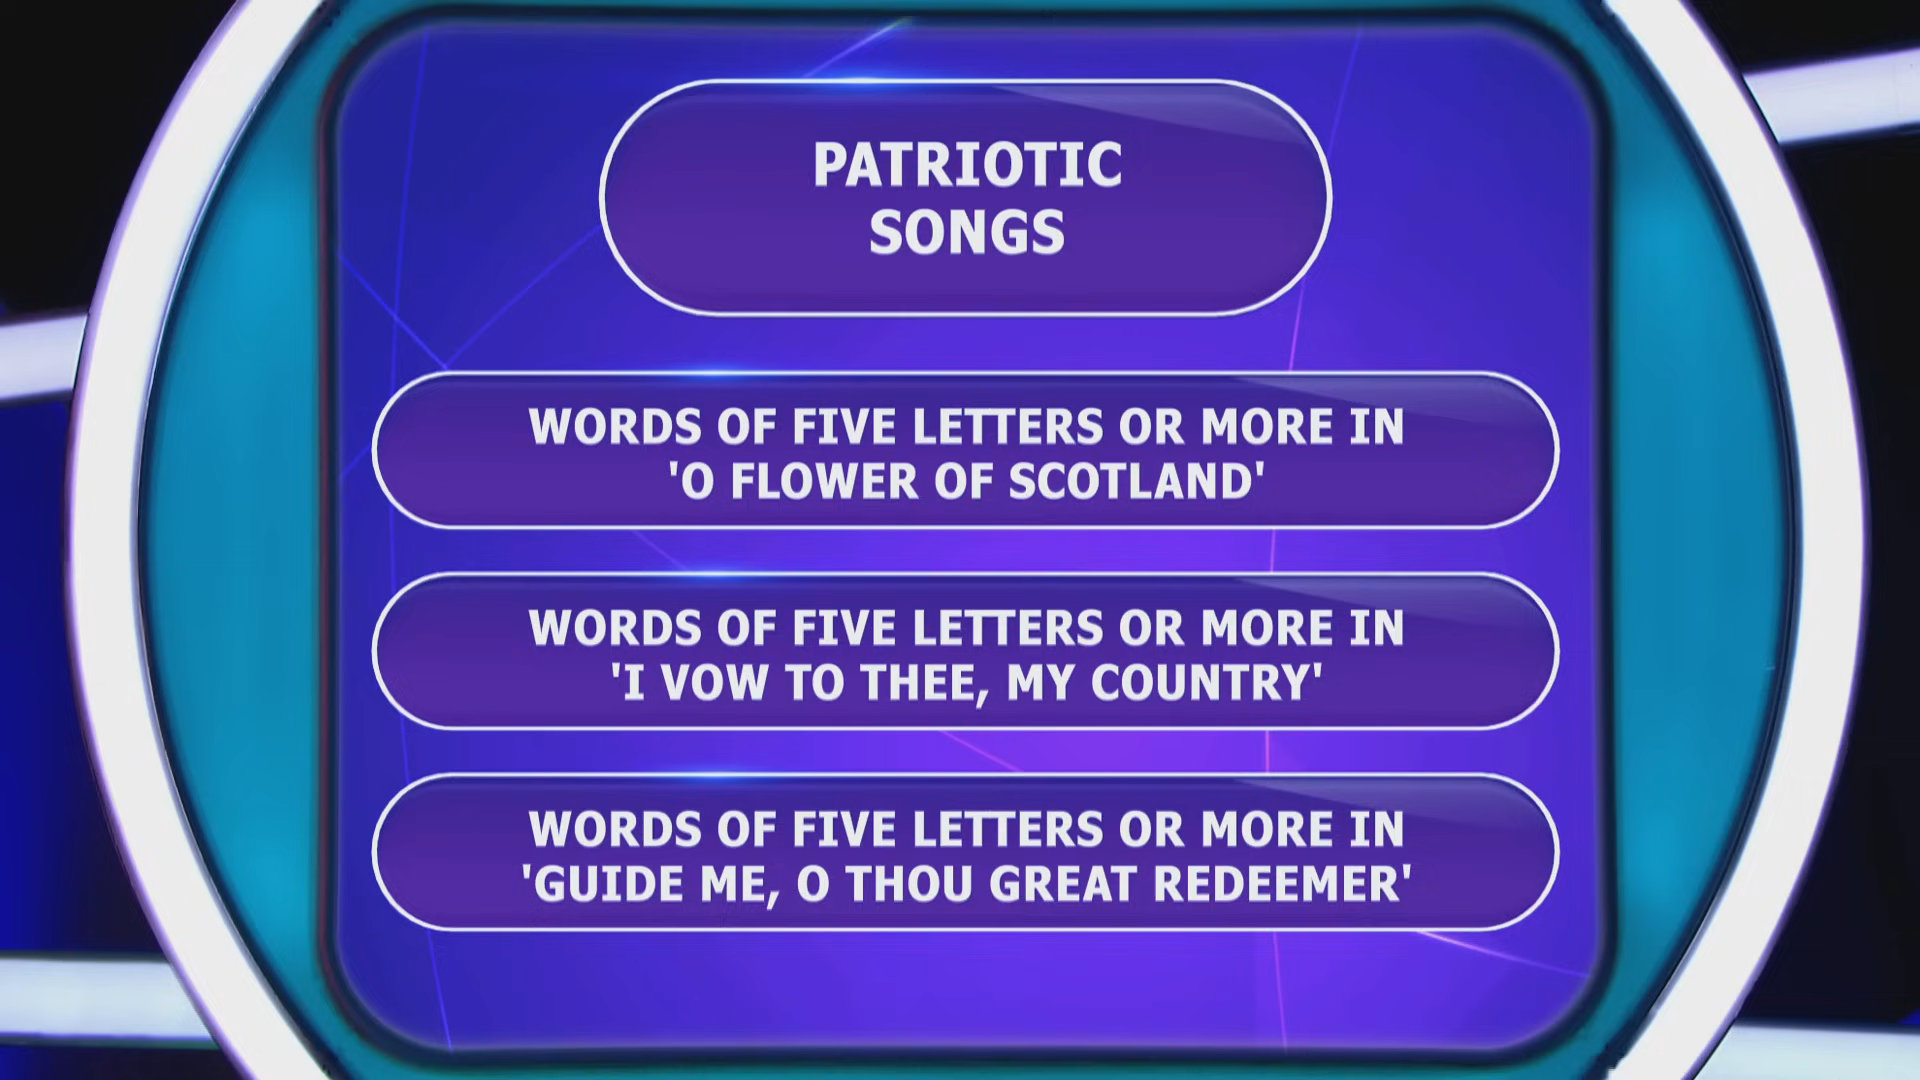 PATRIOTIC
SONGS
WORDS OF FIVE LETTERS OR MORE IN
'O FLOWER OF SCOTLAND'
WORDS OF FIVE LETTERS OR MORE IN
'I VOW TO THEE, MY COUNTRY'
WORDS OF FIVE LETTERS OR MORE IN
'GUIDE ME, O THOU GREAT REDEEMER'